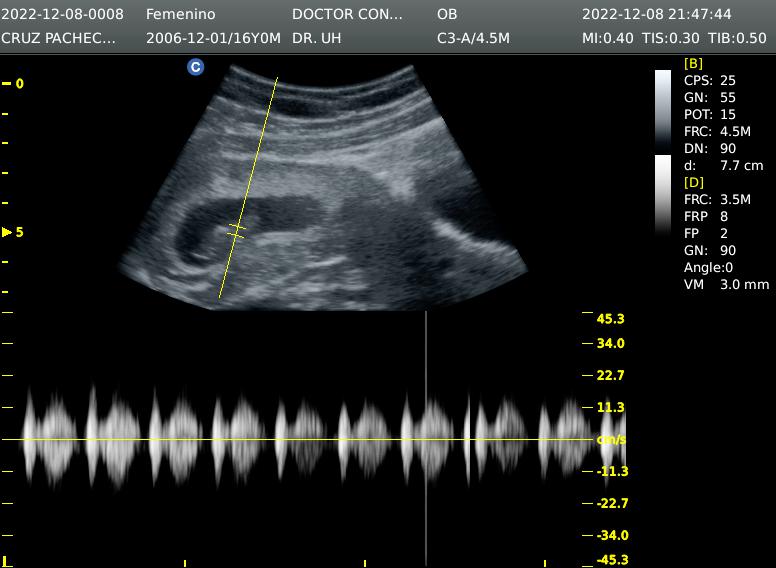 2022-12-08-0008 Femenino DOCTOR CON... OB 2022-12-08 21:47:44
CRUZ PACHEC... 2006-12-01/16Y0M DR. UH C3-A/4.5M MI:0.40 TIS:0.30 TIB:0.50
C
0
5
[B]
CPS: 25
GN: 55
POT: 15
FRC: 4.5M
DN: 90
d: 7.7 cm
[D]
FRC: 3.5M
FRP 8
FP 2
GN: 90
Angle:0
VM 3.0 mm
45.3
34.0
22.7
11.3
cm/s
-11.3
-22.7
-34.0
-45.3